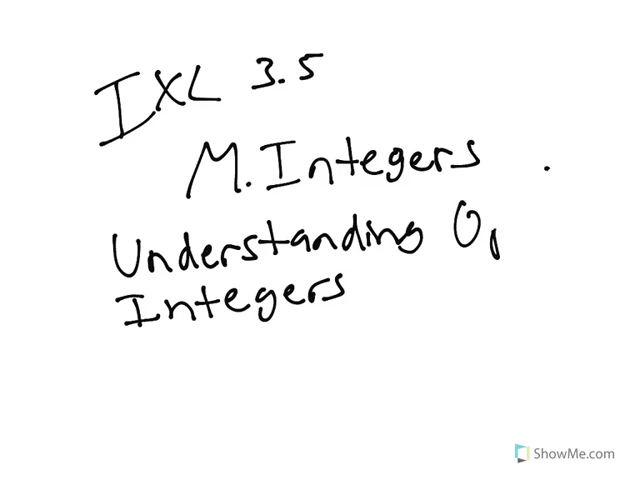 IXL 3.5
M. Integers
Understanding
Integers
ShowMe.com